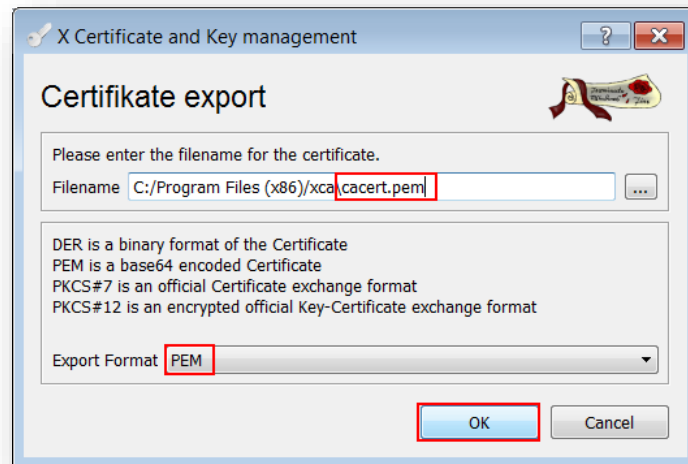 X Certificate and Key management
Certifikate export
Please enter the filename for the certificate.
Filename C:/Program Files (x86)/xca\cacert.pem ...
DER is a binary format of the Certificate
PEM is a base64 encoded Certificate
PKCS#7 is an official Certificate exchange format
PKCS#12 is an encrypted official Key-Certificate exchange format
Export Format PEM
OK Cancel